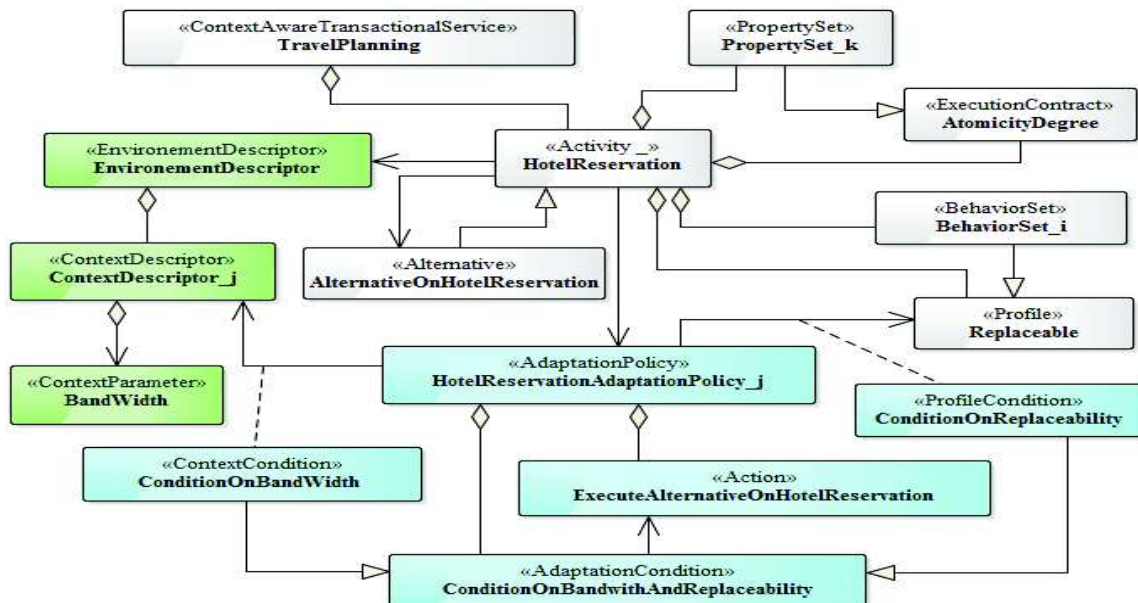 «ContextAwareTransactionalService»
TravelPlanning
«PropertySet»
PropertySet_k
«ExecutionContract»
AtomicityDegree
«EnvironementDescriptor»
EnvironementDescriptor
«Activity _»
HotelReservation
«BehaviorSet»
BehaviorSet_i
«ContextDescriptor»
ContextDescriptor_j
«Alternative»
AlternativeOnHotelReservation
«Profile»
Replaceable
«AdaptationPolicy»
HotelReservationAdaptationPolicy_j
«ContextParameter»
BandWidth
«ProfileCondition»
ConditionOnReplaceability
«ContextCondition»
ConditionOnBandWidth
«Action»
ExecuteAlternativeOnHotelReservation
«AdaptationCondition»
ConditionOnBandwithAndReplaceability